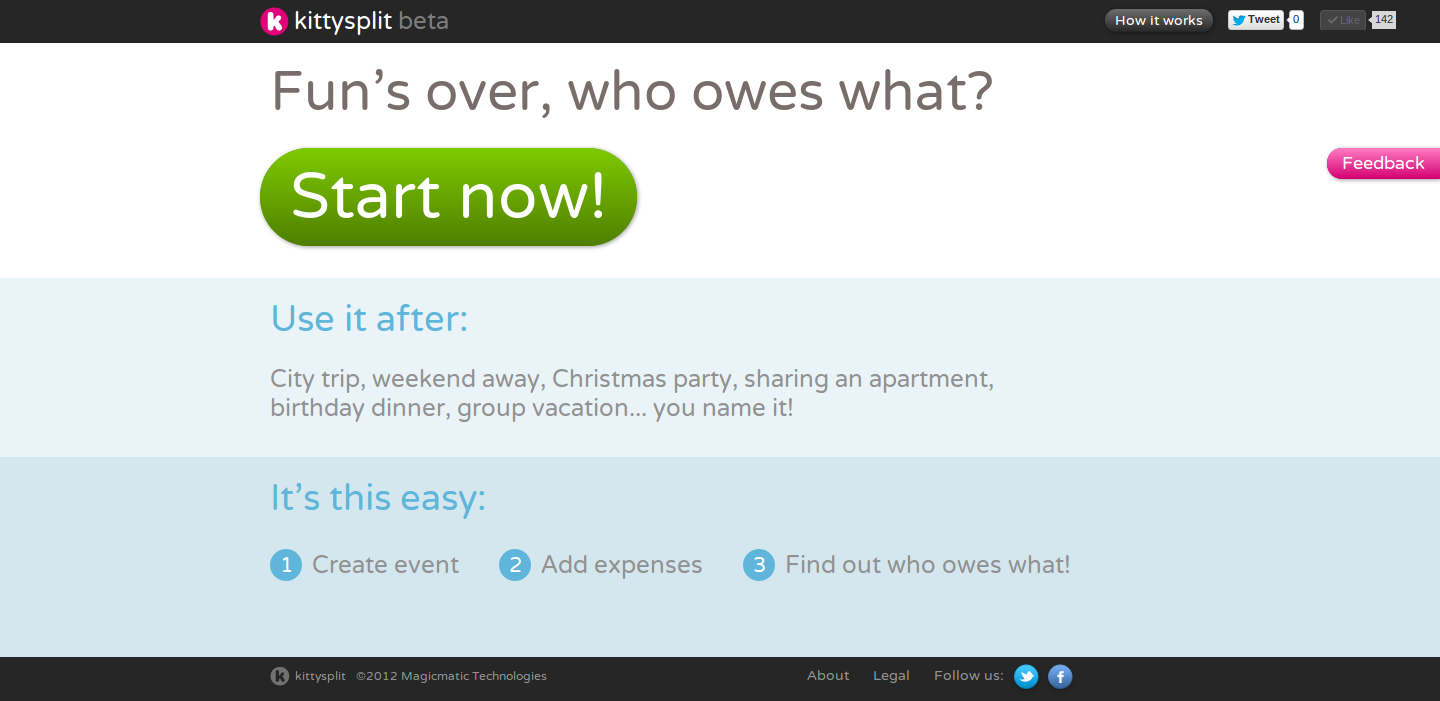 kittysplit beta
How it works
Tweet
0
Like
142
Fun's over, who owes what?
Start now!
Feedback
Use it after:
City trip, weekend away, Christmas party, sharing an apartment,
birthday dinner, group vacation... you name it!
It's this easy:
1 Create event
2 Add expenses
3 Find out who owes what!
kittysplit ©2012 Magicmatic Technologies
About
Legal
Follow us: